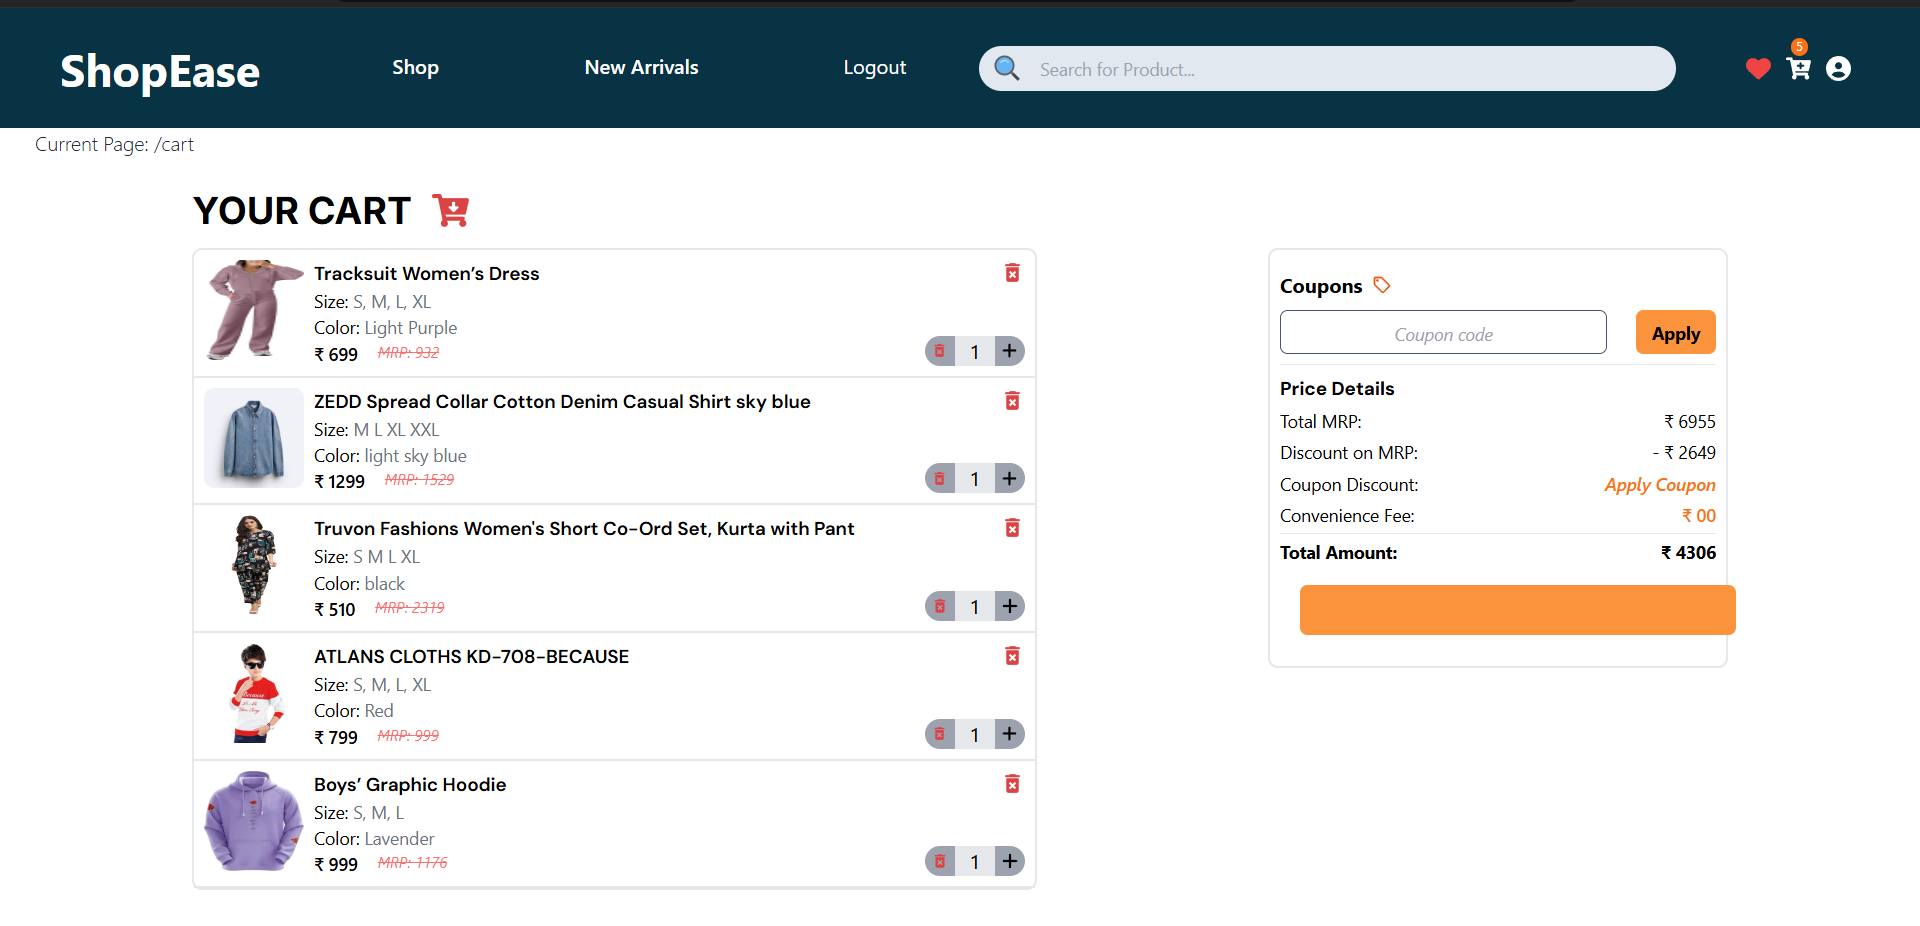 ShopEase
Shop
New Arrivals
Logout
Search for Product...
5
Current Page: /cart
YOUR CART
Tracksuit Women’s Dress
Size: S, M, L, XL
Color: Light Purple
₹ 699 MRP: 932
1
ZEDD Spread Collar Cotton Denim Casual Shirt sky blue
Size: M L XL XXL
Color: light sky blue
₹ 1299 MRP: 1529
1
Truvon Fashions Women's Short Co-Ord Set, Kurta with Pant
Size: S M L XL
Color: black
₹ 510 MRP: 2319
1
ATLANS CLOTHS KD-708-BECAUSE
Size: S, M, L, XL
Color: Red
₹ 799 MRP: 999
1
Boys’ Graphic Hoodie
Size: S, M, L
Color: Lavender
₹ 999 MRP: 1176
1
Coupons
Coupon code
Apply
Price Details
Total MRP: ₹ 6955
Discount on MRP: - ₹ 2649
Coupon Discount: Apply Coupon
Convenience Fee: ₹ 00
Total Amount: ₹ 4306